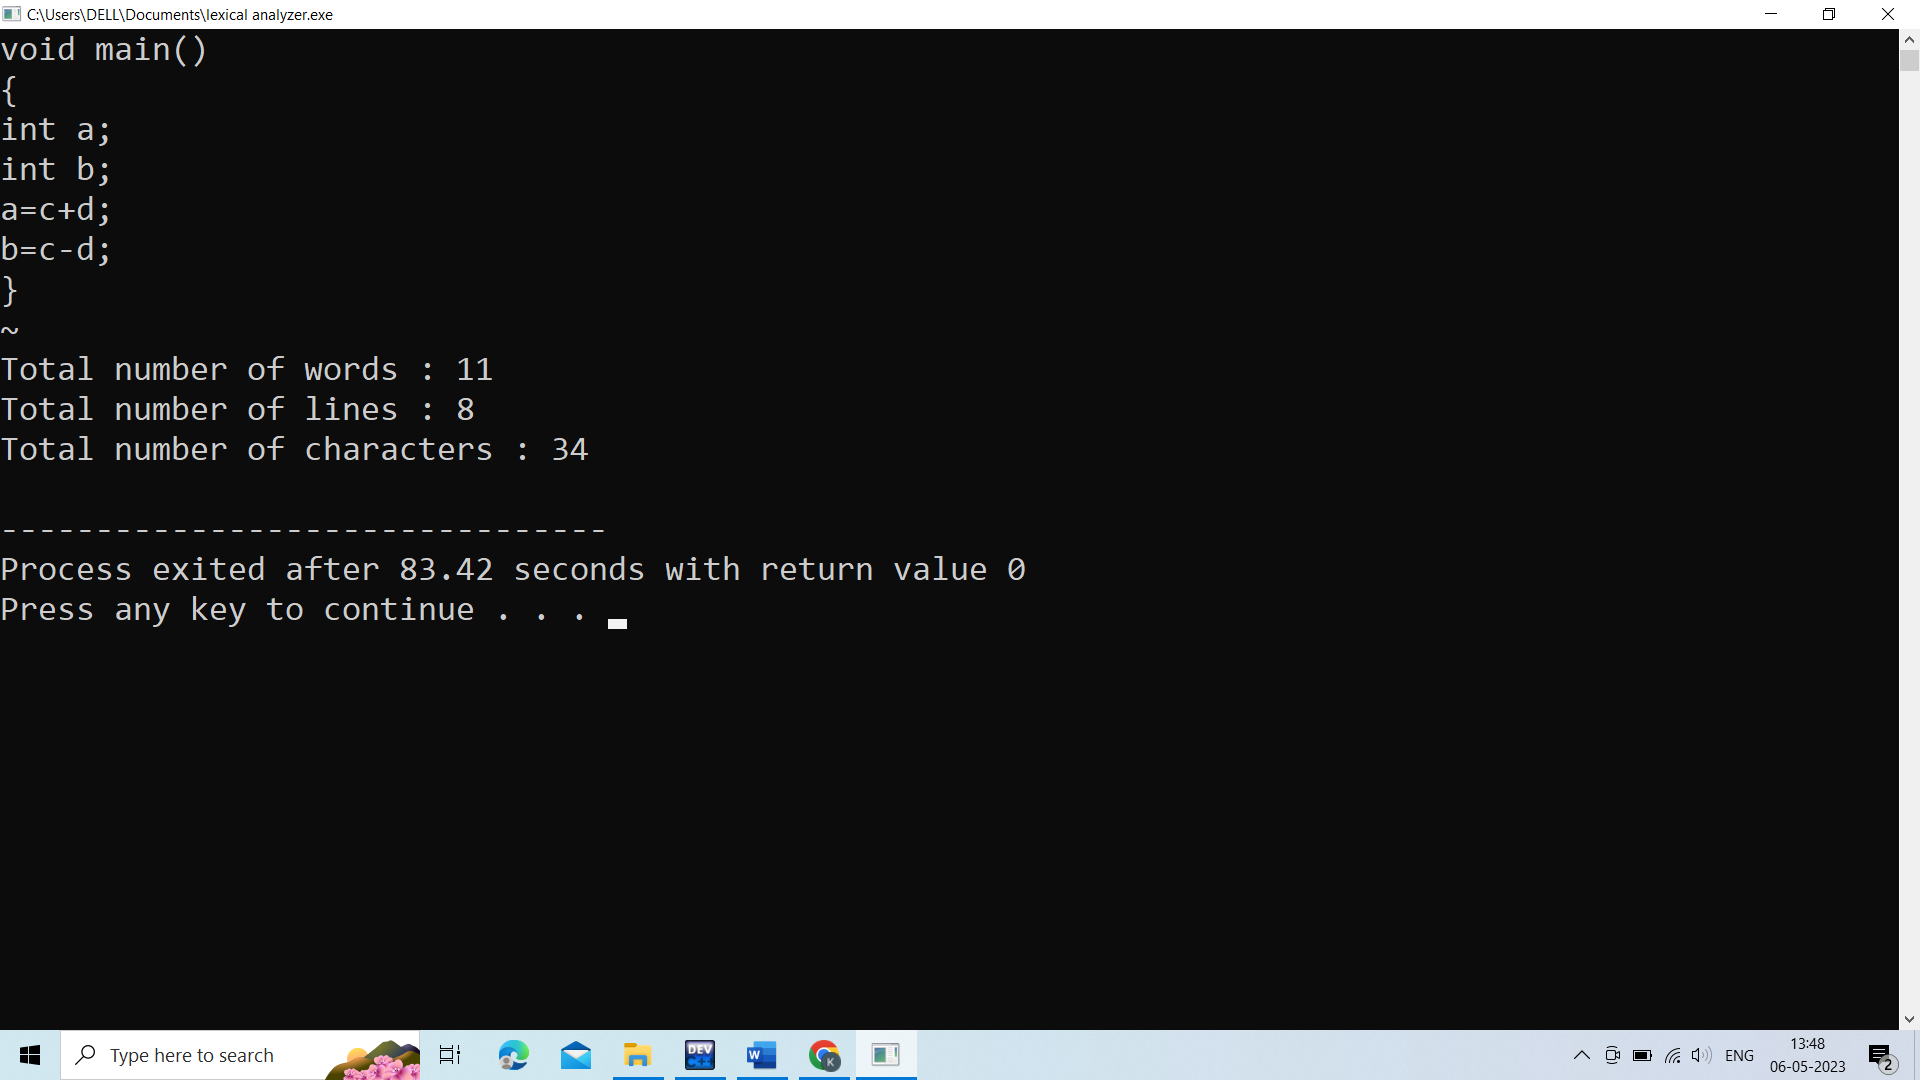 C:\Users\DELL\Documents\lexical analyzer.exe
void main()
{
int a;
int b;
a=c+d;
b=c-d;
}
~
Total number of words : 11
Total number of lines : 8
Total number of characters : 34
--------------------------------
Process exited after 83.42 seconds with return value 0
Press any key to continue . . .
Type here to search
DEV
C++
W
K
ENG
13:48
06-05-2023
2